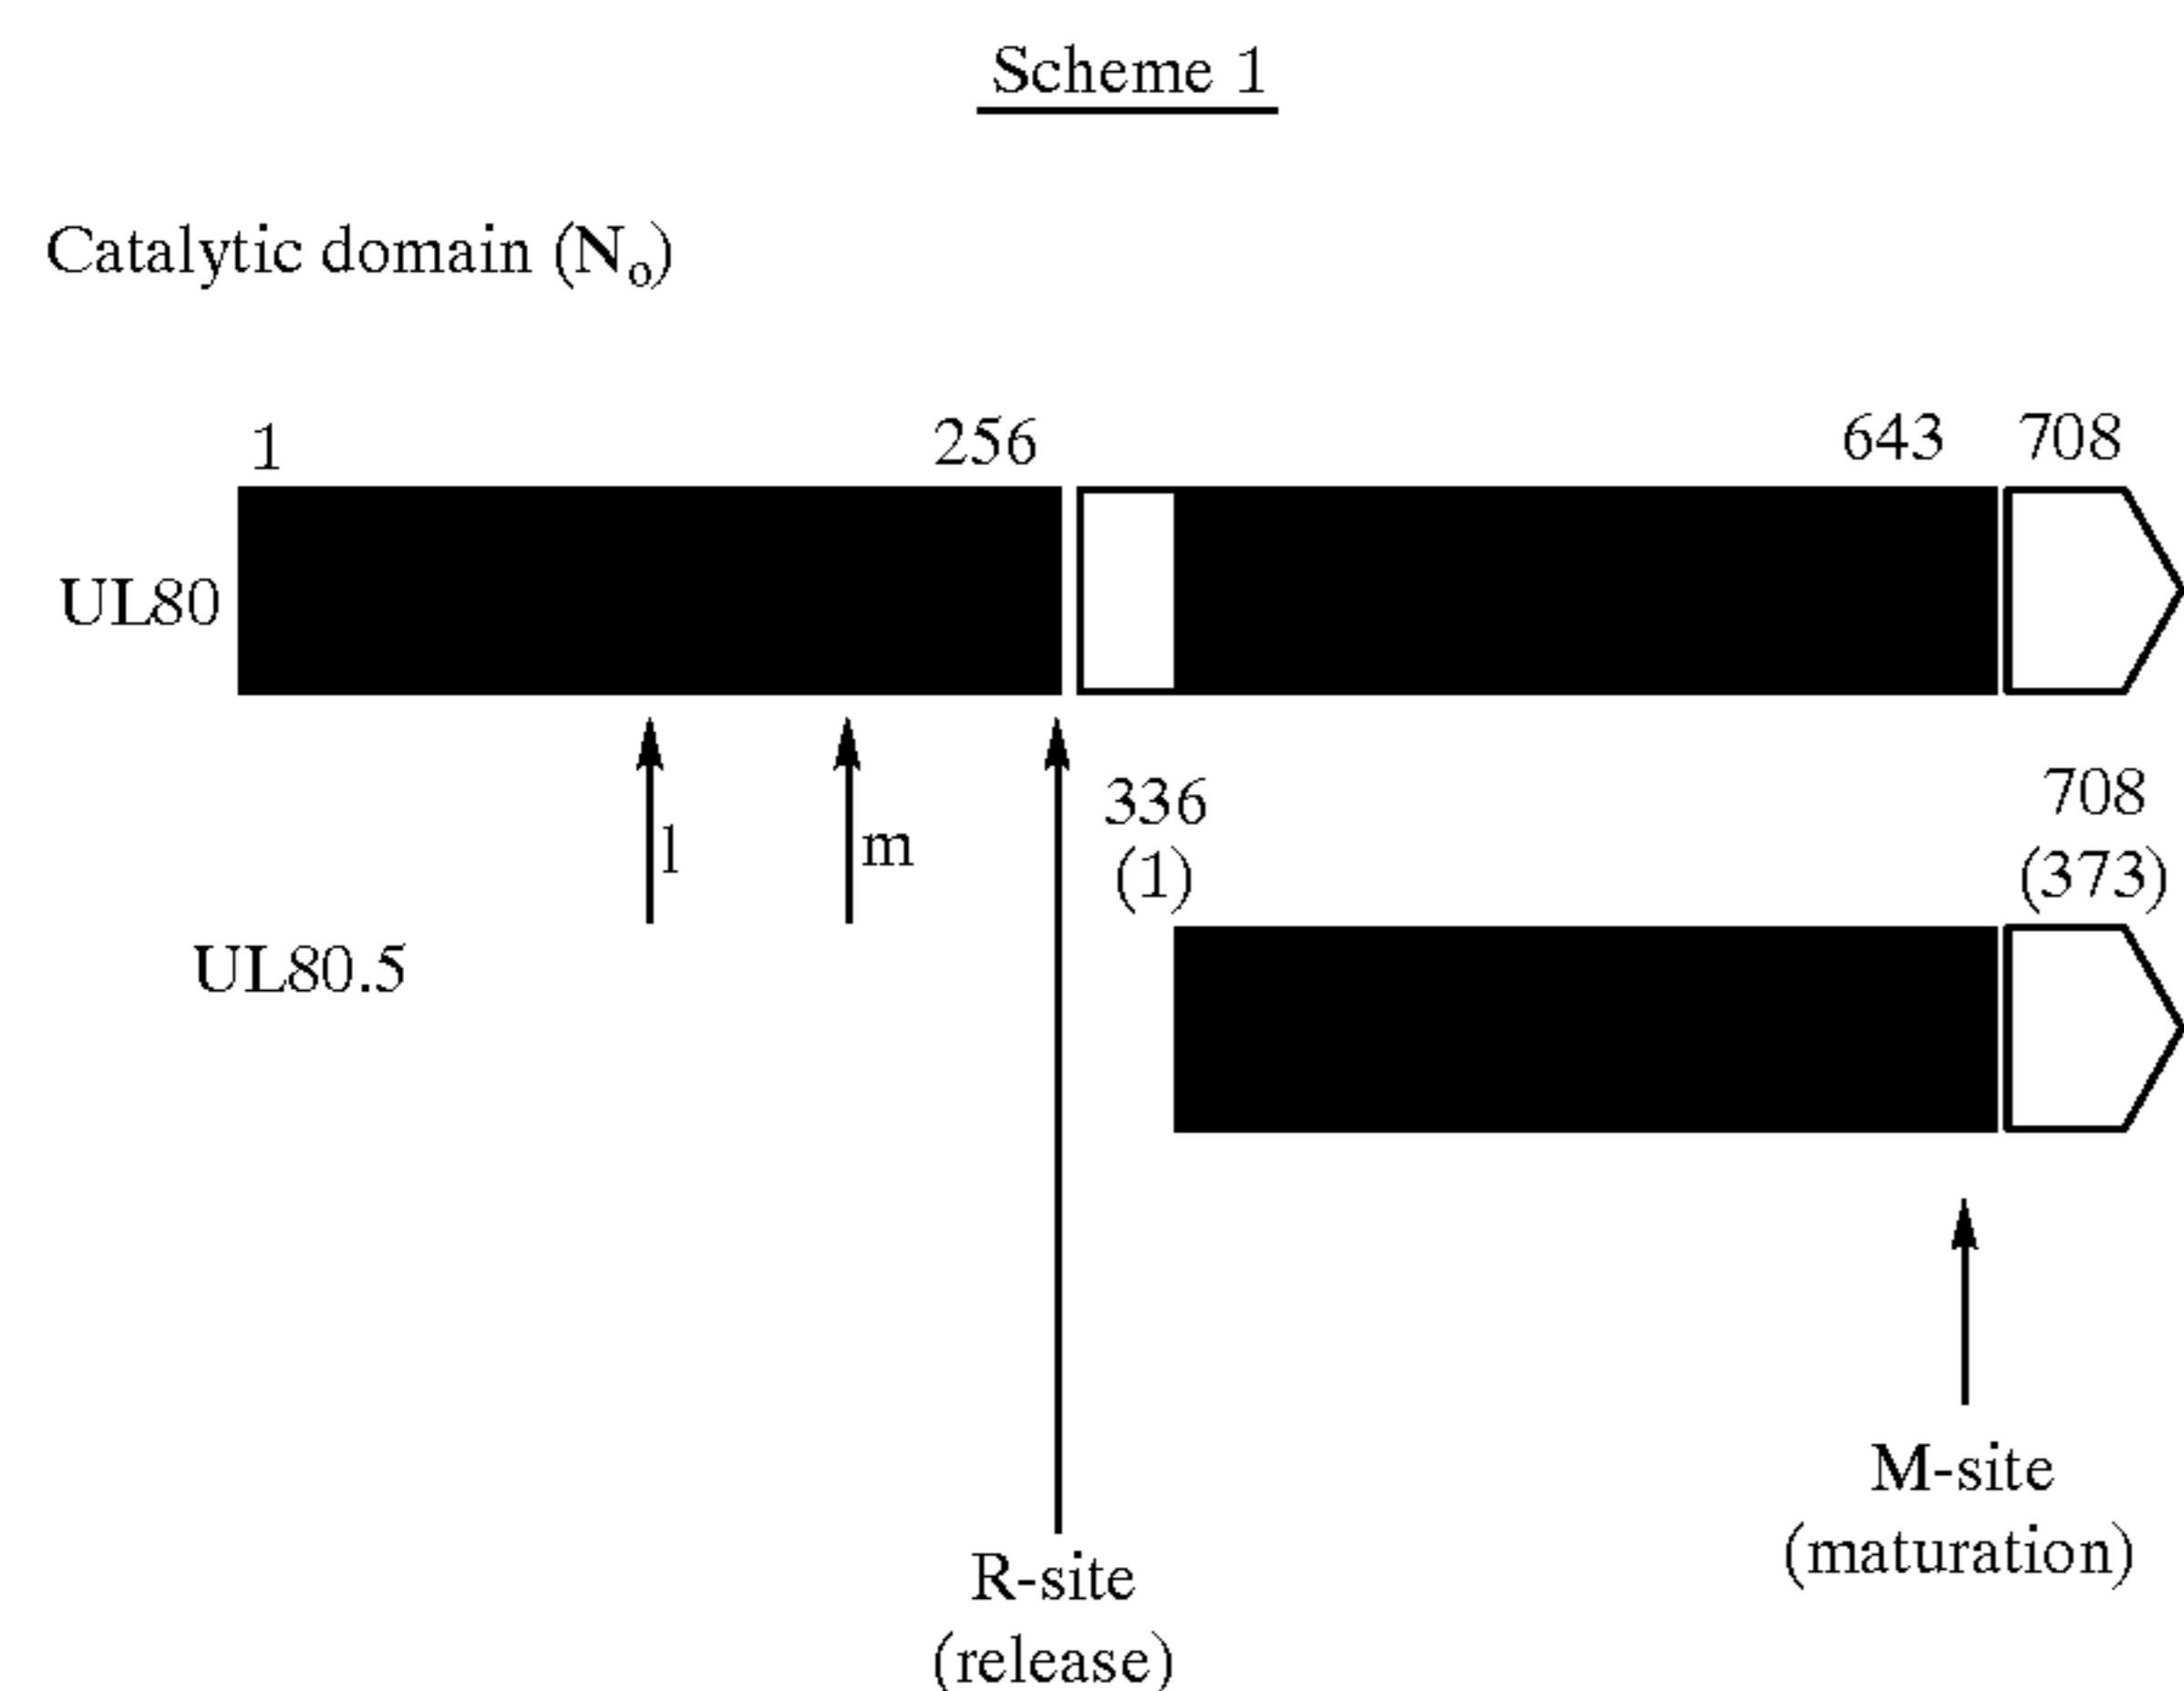 Scheme 1
Catalytic domain (No)
1 256 643 708
UL80
l m
336 708
(1) (373)
UL80.5
M-site
(maturation)
R-site
(release)